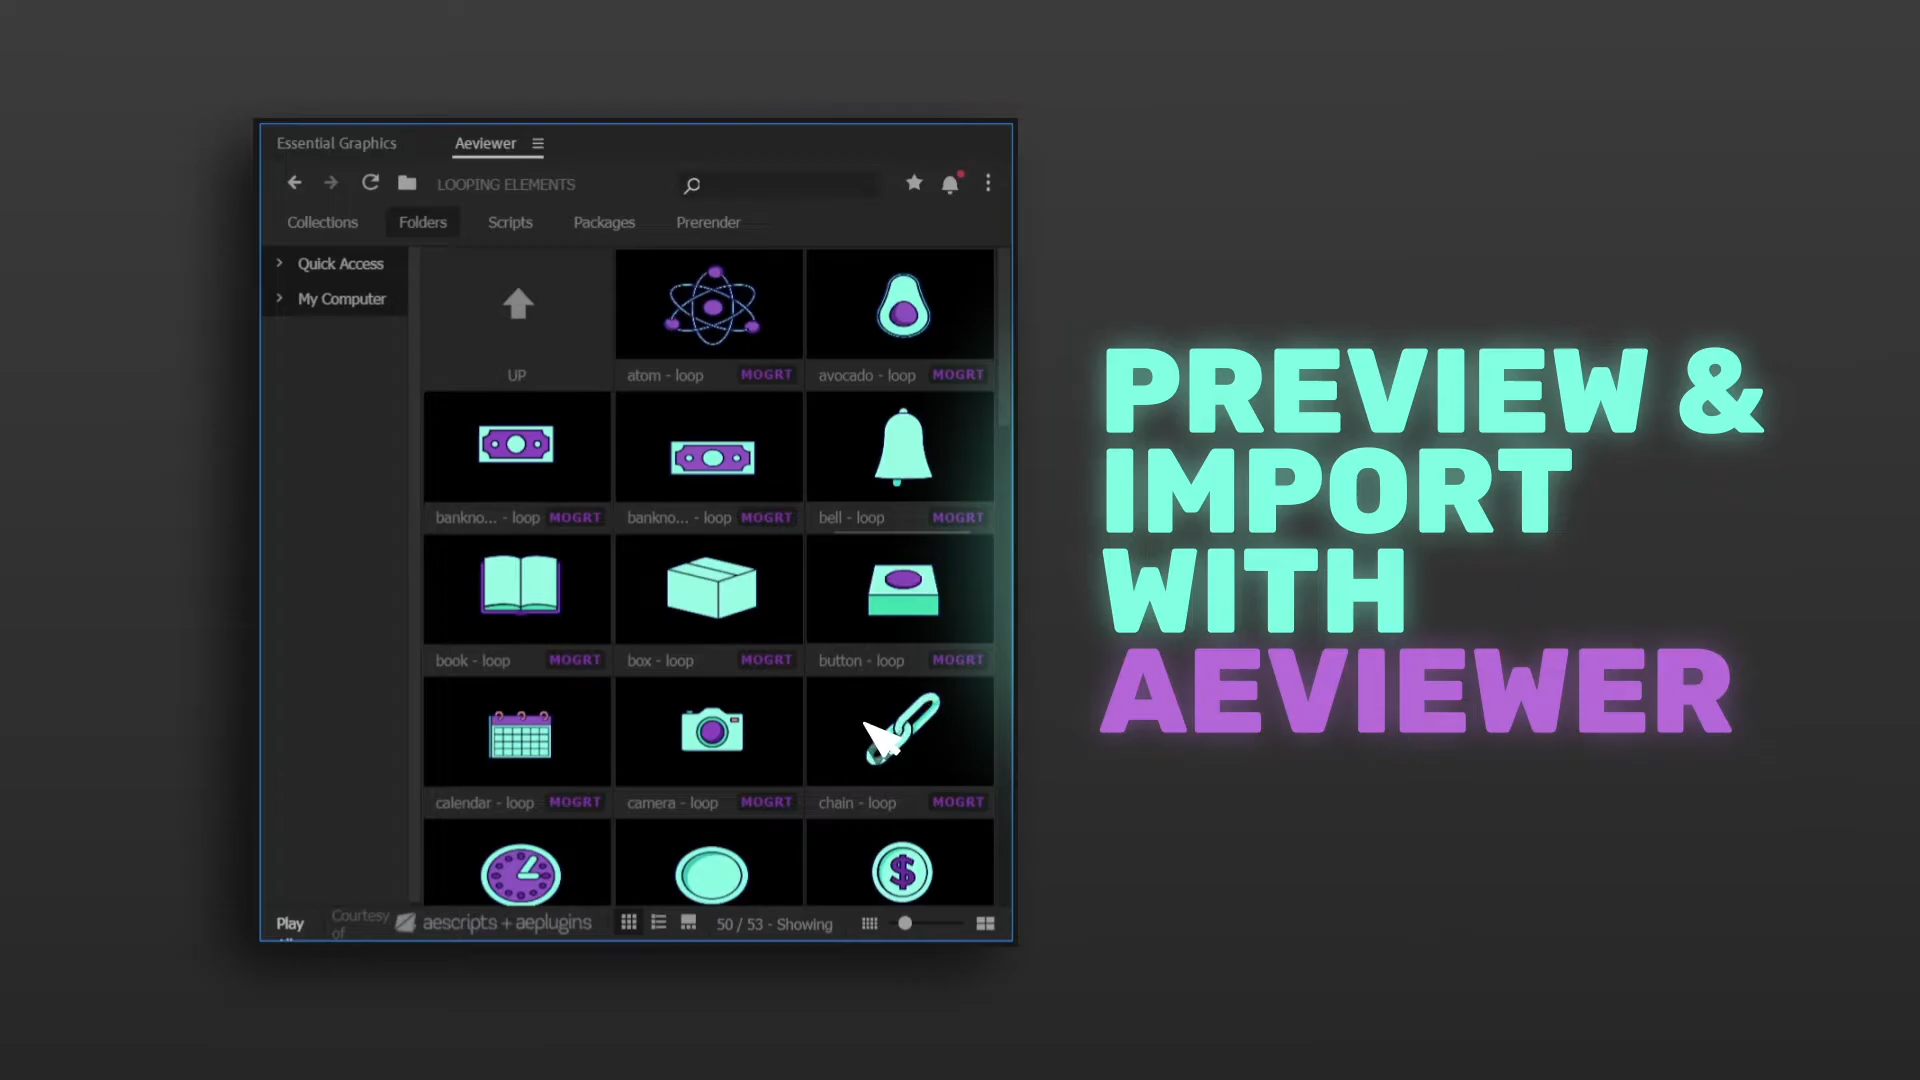 Essential Graphics Aeviewer
LOOPING ELEMENTS
Collections Folders Scripts Packages Prerender
Quick Access
My Computer
UP
atom - loop MOGRT
avocado - loop MOGRT
bankno... - loop MOGRT
bankno... - loop MOGRT
bell - loop MOGRT
book - loop MOGRT
box - loop MOGRT
button - loop MOGRT
calendar - loop MOGRT
camera - loop MOGRT
chain - loop MOGRT
$
Play
Courtesy
of
aescripts + aeplugins
50 / 53 - Showing
PREVIEW &
IMPORT
WITH
AEVIEWER